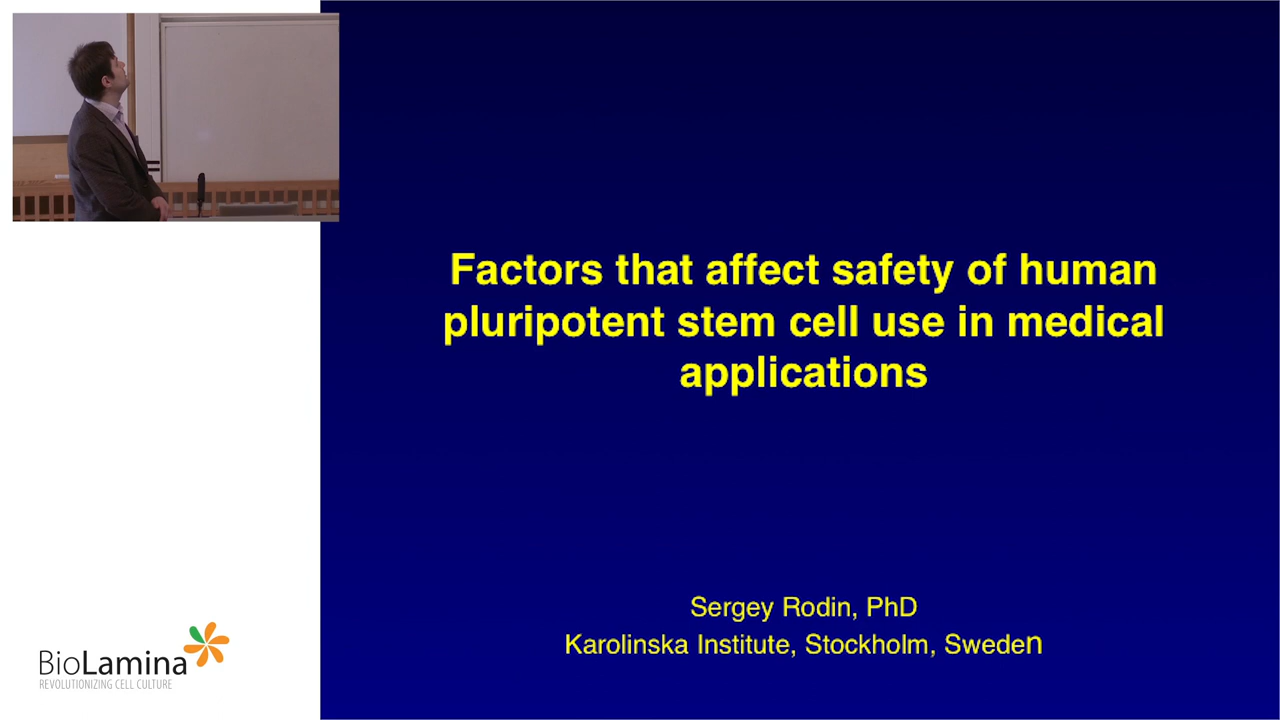 Factors that affect safety of human
pluripotent stem cell use in medical
applications
Sergey Rodin, PhD
Karolinska Institute, Stockholm, Sweden
BioLamina
REVOLUTIONIZING CELL CULTURE